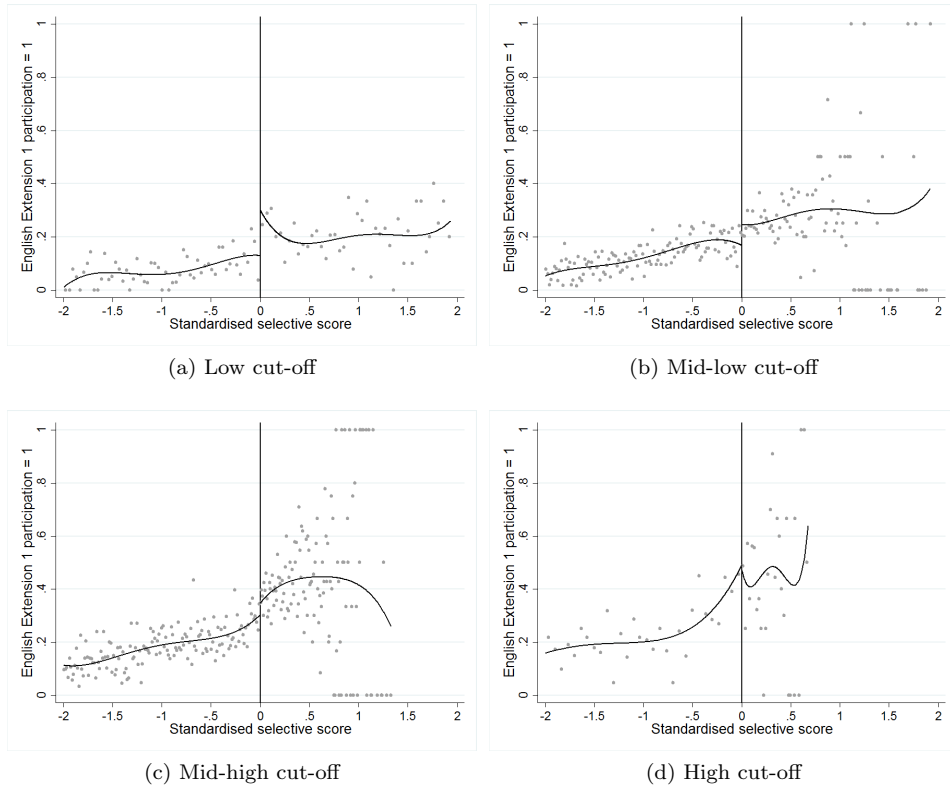 English Extension 1 participation = 1
0 .2 .4 .6 .8 1
-2 -1.5 -1 -.5 0 .5 1 1.5 2
Standardised selective score
(a) Low cut-off
English Extension 1 participation = 1
0 .2 .4 .6 .8 1
-2 -1.5 -1 -.5 0 .5 1 1.5 2
Standardised selective score
(b) Mid-low cut-off
English Extension 1 participation = 1
0 .2 .4 .6 .8 1
-2 -1.5 -1 -.5 0 .5 1 1.5 2
Standardised selective score
(c) Mid-high cut-off
English Extension 1 participation = 1
0 .2 .4 .6 .8 1
-2 -1.5 -1 -.5 0 .5 1 1.5 2
Standardised selective score
(d) High cut-off